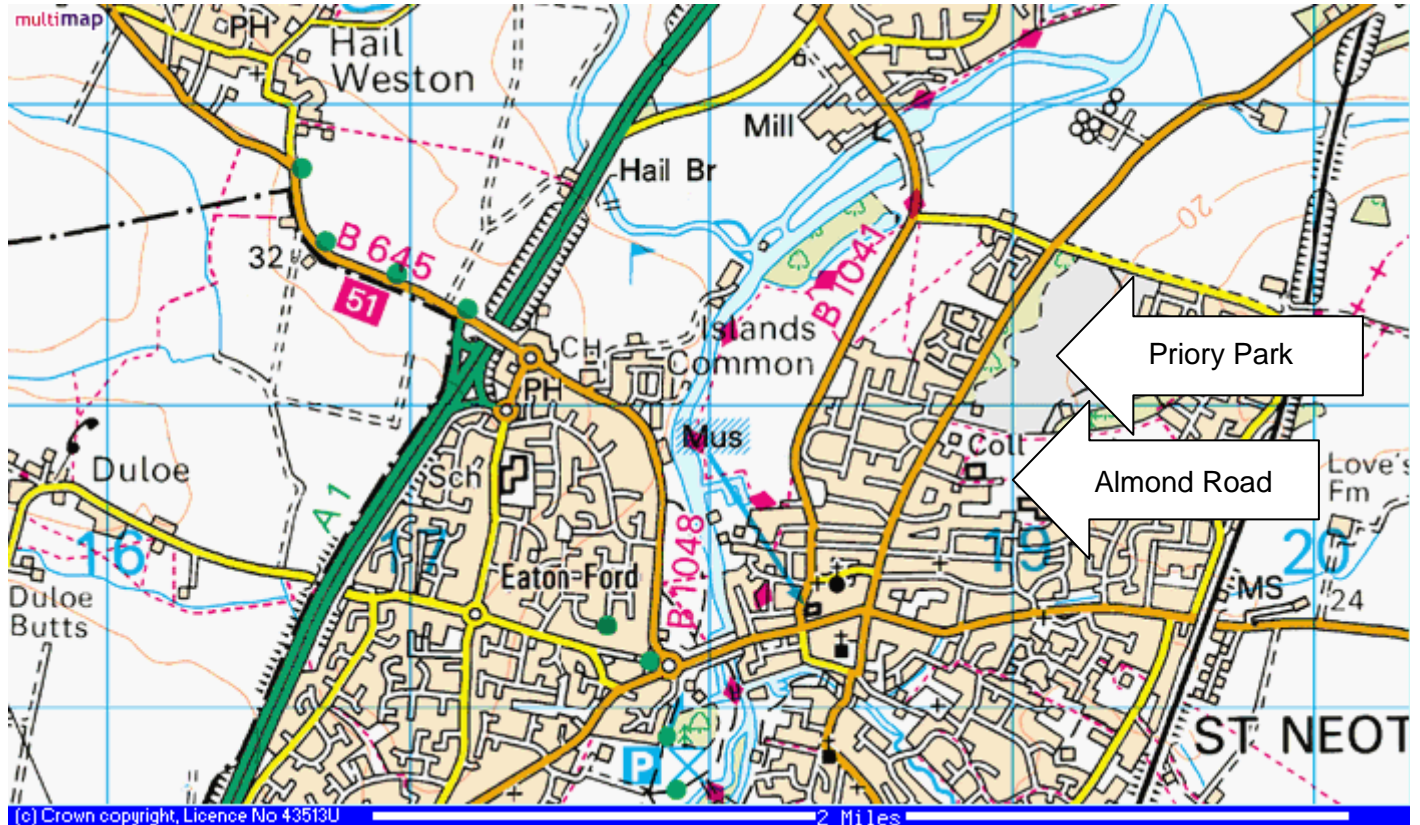 multimap
PH
Hail
Weston
Mill
Hail Br
B 645
32
51
B 1041
20
Islands
Common
CH
PH
Priory Park
Mus
Coll
Almond Road
Love's
Fm
Duloe
Sch
A 1
16
17
19
20
Eaton-Ford
B 1048
MS
24
Duloe
Butts
P
ST NEOT
(c) Crown copyright, Licence No 43513U
2 Miles